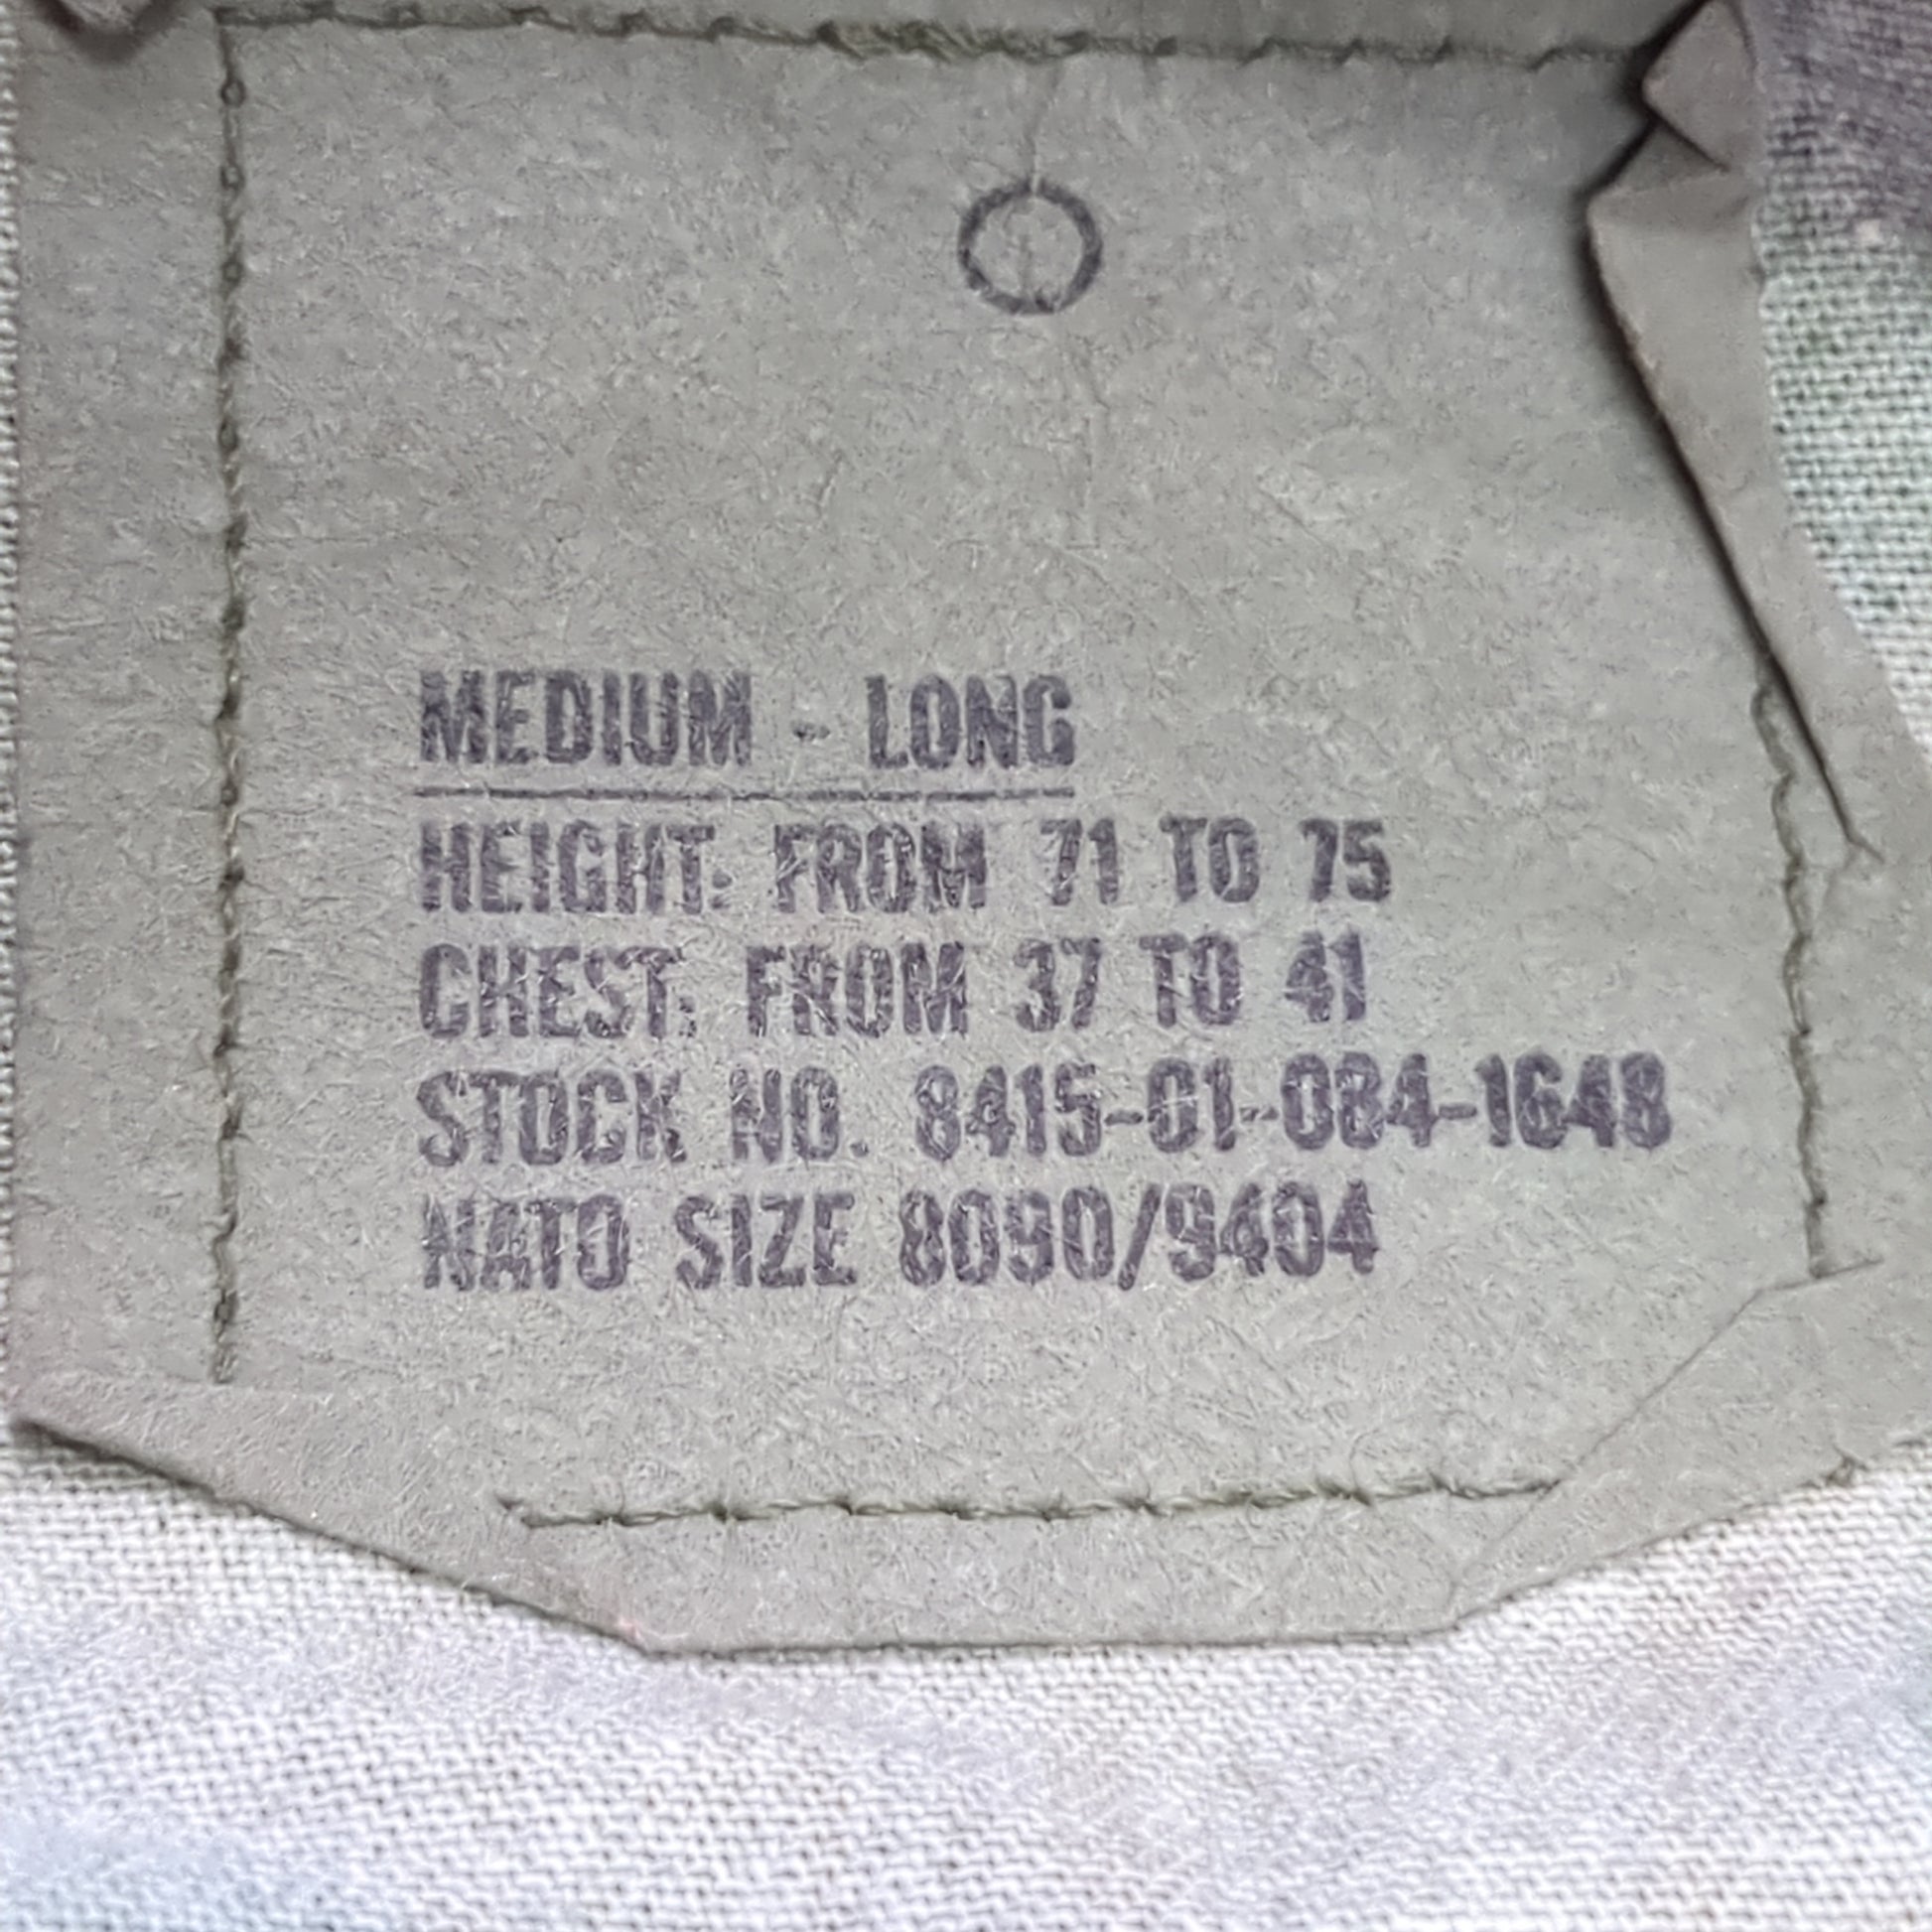 MEDIUM - LONG
HEIGHT: FROM 71 TO 75
CHEST: FROM 37 TO 41
STOCK NO. 8415-01-084-1648
NATO SIZE 8090/9404